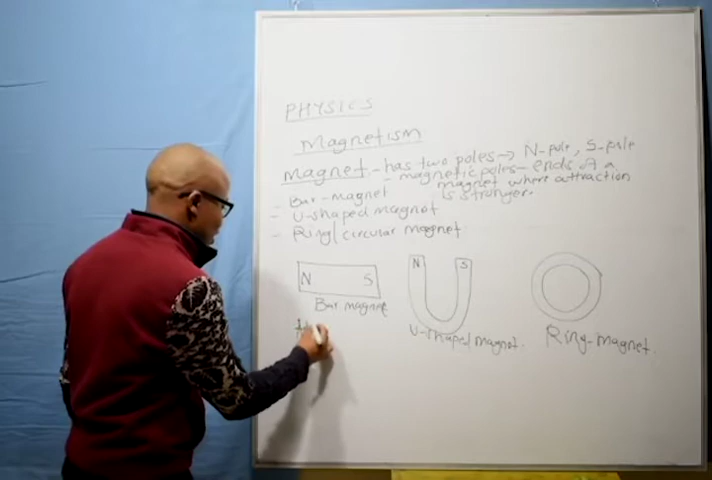 PHYSICS
Magnetism
Magnet - has two poles → N-pole, S-pole
- magnetic poles - ends of a
magnet where attraction
is stronger.
- Bar-magnet
- U-shaped magnet
- Ring/circular magnet
N S
N S
Bar magnet
U-shaped magnet.
Ring-magnet.